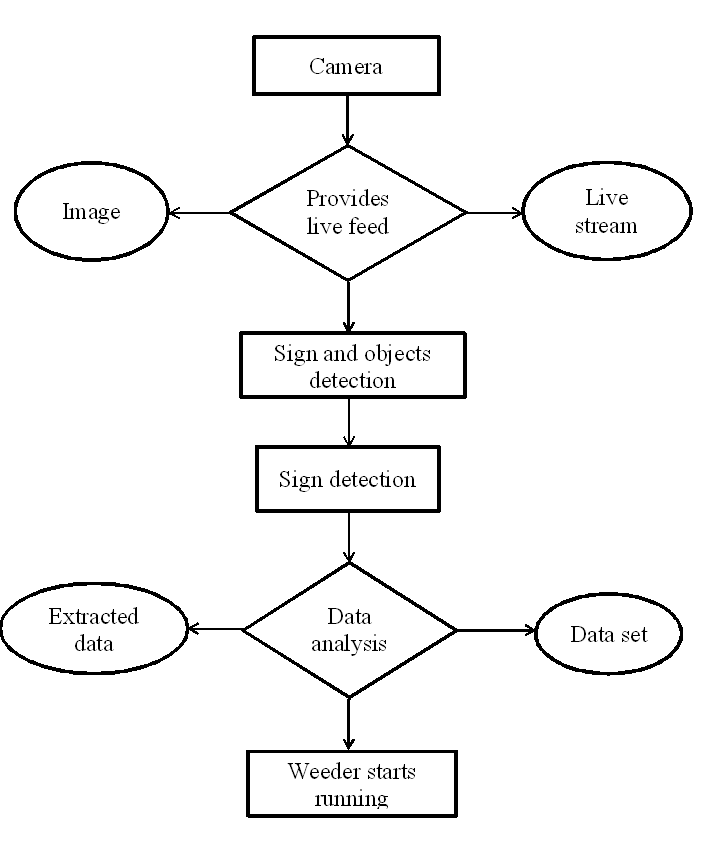 Camera
Image
Provides
live feed
Live
stream
Sign and objects
detection
Sign detection
Extracted
data
Data
analysis
Data set
Weeder starts
running